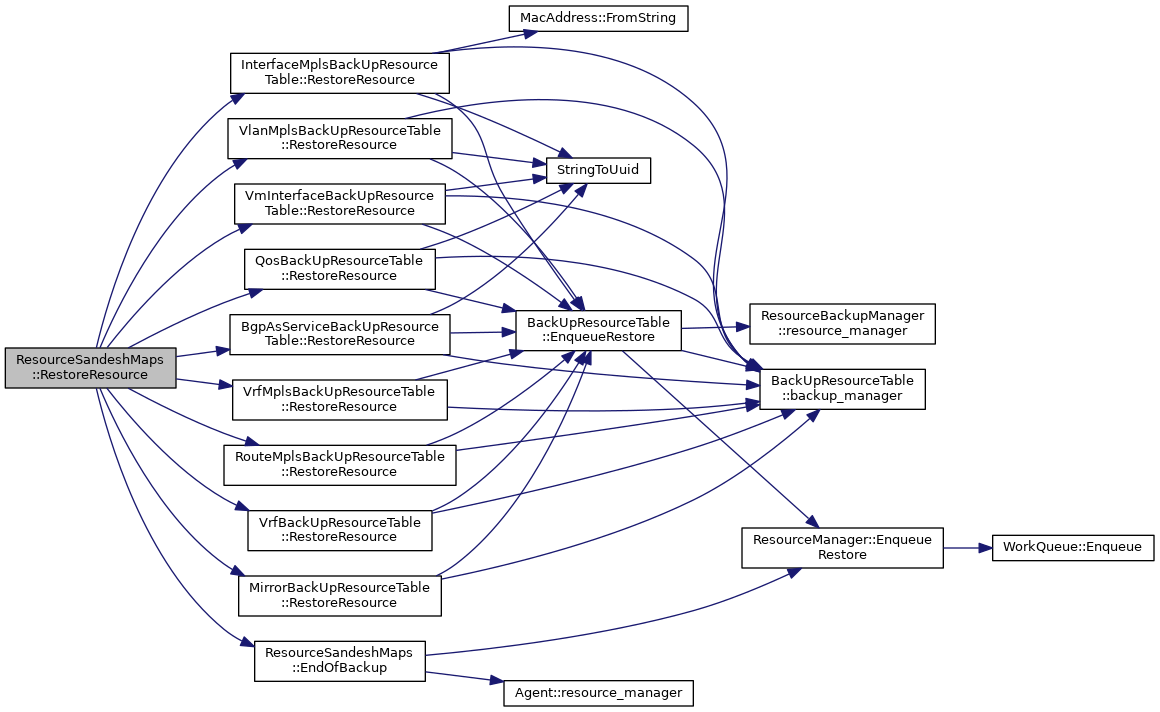 MacAddress::FromString
InterfaceMplsBackUpResource
Table::RestoreResource
VlanMplsBackUpResourceTable
::RestoreResource
StringToUuid
VmInterfaceBackUpResource
Table::RestoreResource
QosBackUpResourceTable
::RestoreResource
BgpAsServiceBackUpResource
Table::RestoreResource
BackUpResourceTable
::EnqueueRestore
ResourceBackupManager
::resource_manager
ResourceSandeshMaps
::RestoreResource
VrfMplsBackUpResourceTable
::RestoreResource
BackUpResourceTable
::backup_manager
RouteMplsBackUpResourceTable
::RestoreResource
VrfBackUpResourceTable
::RestoreResource
ResourceManager::Enqueue
Restore
WorkQueue::Enqueue
MirrorBackUpResourceTable
::RestoreResource
ResourceSandeshMaps
::EndOfBackup
Agent::resource_manager